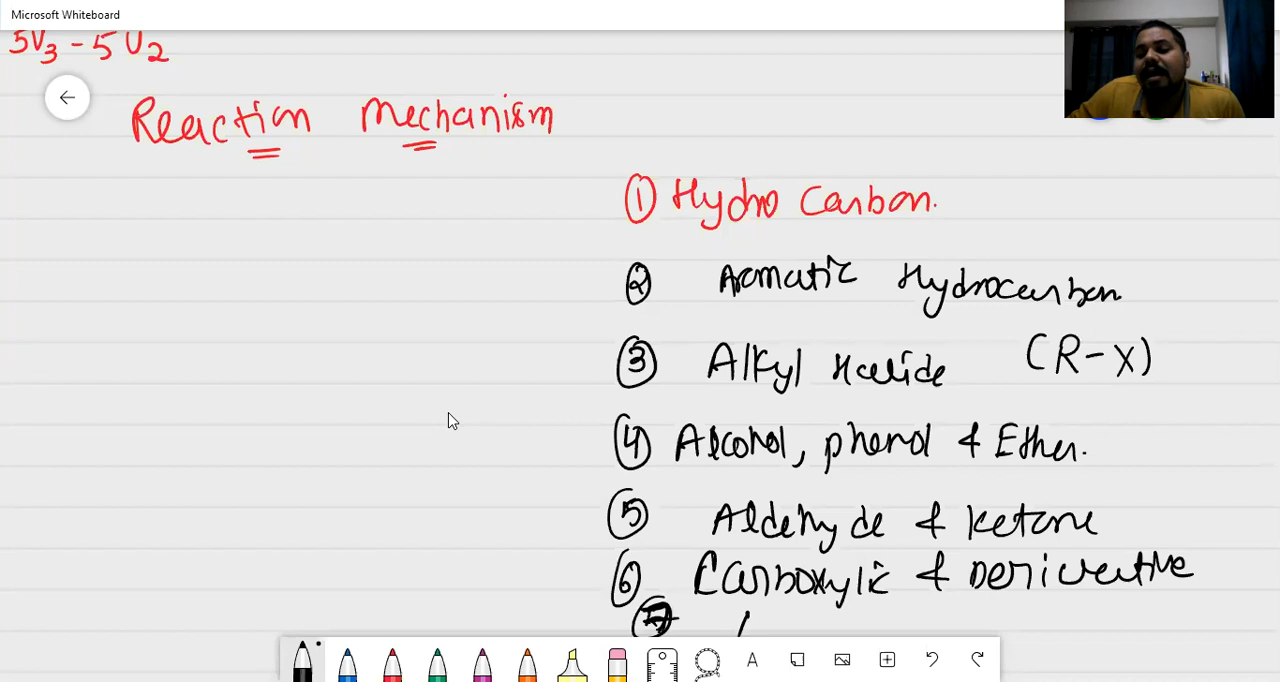 Microsoft Whiteboard
5V3 - 5V2
Reaction Mechanism
① Hydro Carbon.
② Aromatic Hydrocarbon
③ Alkyl Halide (R-X)
④ Alcohol, phenol & Ether.
⑤ Aldehyde & Ketone
⑥ Carboxylic & Derivative
⑦
A